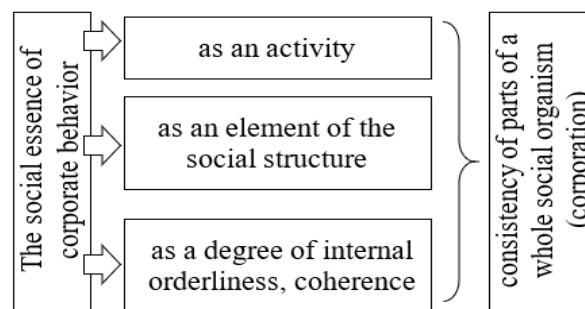 The social essence of
corporate behavior
as an activity
as an element of the
social structure
as a degree of internal
orderliness, coherence
consistency of parts of a
whole social organism
(corporation)